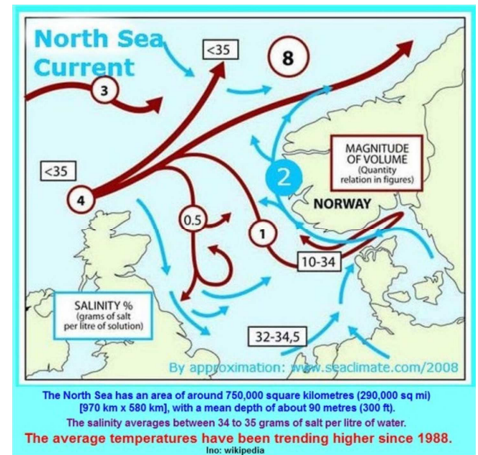 North Sea
Current
<35
8
3
<35
4
MAGNITUDE
OF VOLUME
(Quantity
relation in figures)
2
NORWAY
0.5
1
10-34
SALINITY %
(grams of salt
per litre of solution)
32-34,5
By approximation: www.seaclimate.com/2008
The North Sea has an area of around 750,000 square kilometres (290,000 sq mi)
[970 km x 580 km], with a mean depth of about 90 metres (300 ft).
The salinity averages between 34 to 35 grams of salt per litre of water.
The average temperatures have been trending higher since 1988.
Ino: wikipedia